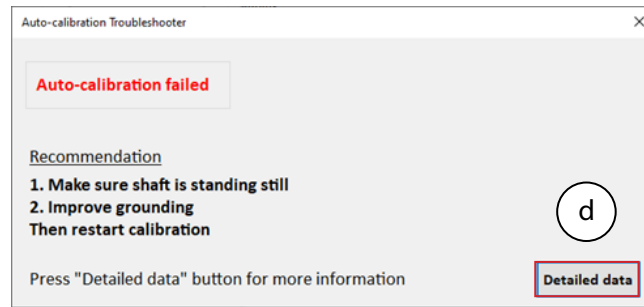 Auto-calibration Troubleshooter
Auto-calibration failed
Recommendation
1. Make sure shaft is standing still
2. Improve grounding
Then restart calibration
d
Press "Detailed data" button for more information
Detailed data